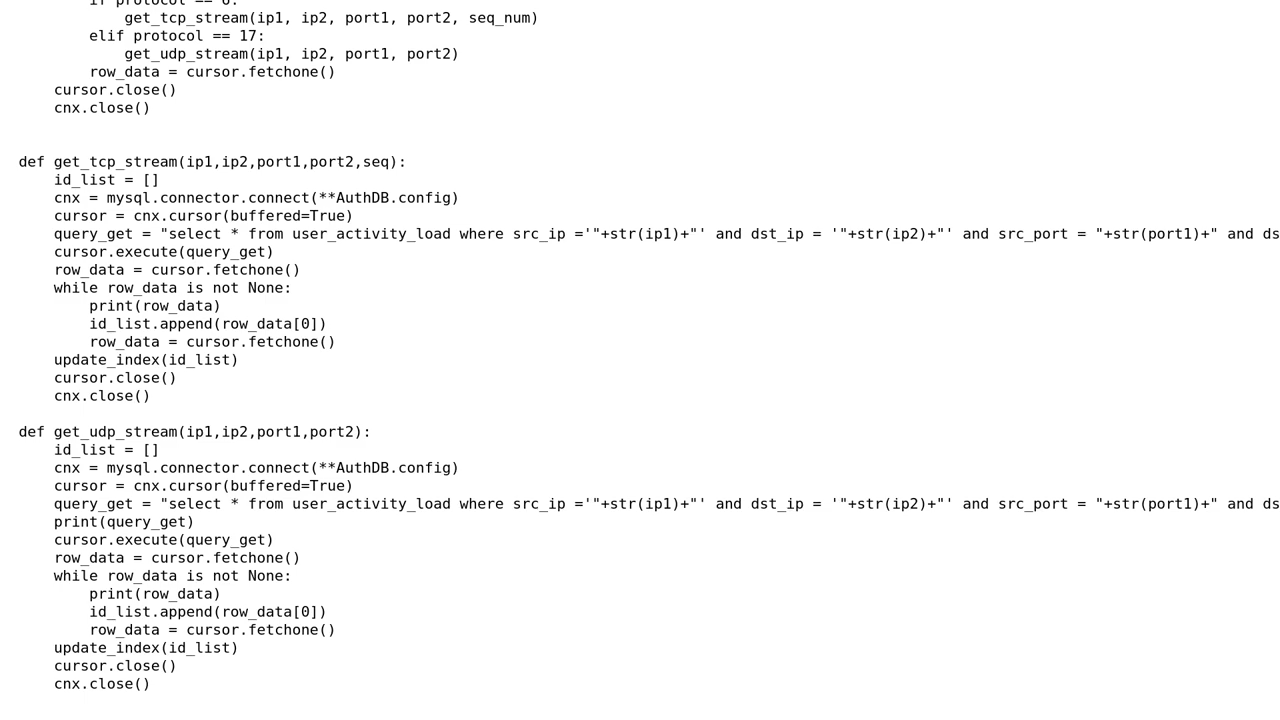 if protocol == 6:
            get_tcp_stream(ip1, ip2, port1, port2, seq_num)
        elif protocol == 17:
            get_udp_stream(ip1, ip2, port1, port2)
        row_data = cursor.fetchone()
    cursor.close()
    cnx.close()


def get_tcp_stream(ip1,ip2,port1,port2,seq):
    id_list = []
    cnx = mysql.connector.connect(**AuthDB.config)
    cursor = cnx.cursor(buffered=True)
    query_get = "select * from user_activity_load where src_ip ='"+str(ip1)+"' and dst_ip = '"+str(ip2)+"' and src_port = "+str(port1)+" and ds
    cursor.execute(query_get)
    row_data = cursor.fetchone()
    while row_data is not None:
        print(row_data)
        id_list.append(row_data[0])
        row_data = cursor.fetchone()
    update_index(id_list)
    cursor.close()
    cnx.close()

def get_udp_stream(ip1,ip2,port1,port2):
    id_list = []
    cnx = mysql.connector.connect(**AuthDB.config)
    cursor = cnx.cursor(buffered=True)
    query_get = "select * from user_activity_load where src_ip ='"+str(ip1)+"' and dst_ip = '"+str(ip2)+"' and src_port = "+str(port1)+" and ds
    print(query_get)
    cursor.execute(query_get)
    row_data = cursor.fetchone()
    while row_data is not None:
        print(row_data)
        id_list.append(row_data[0])
        row_data = cursor.fetchone()
    update_index(id_list)
    cursor.close()
    cnx.close()